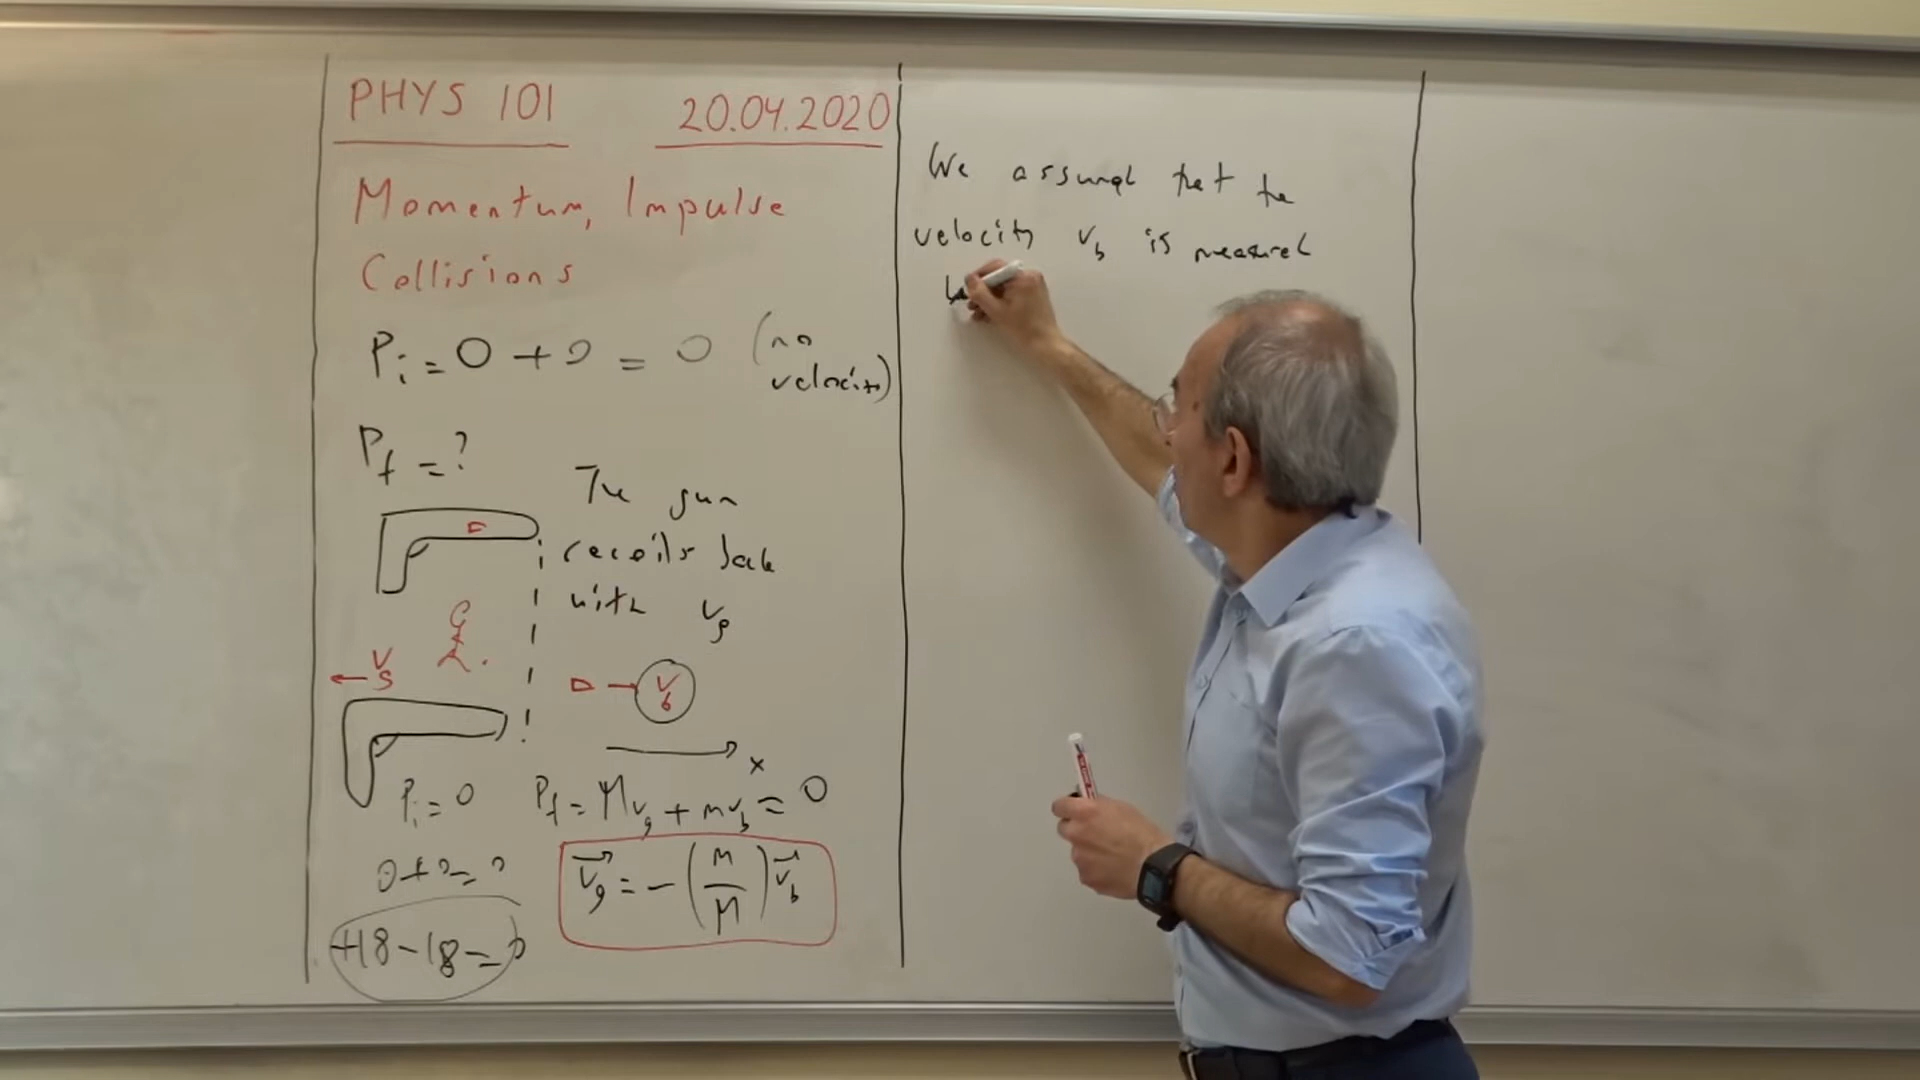 PHYS 101 20.04.2020
Momentum, Impulse
Collisions
Pi = 0 + 0 = 0 (no velocity)
Pf = ?
The gun
recoils back
with vg
vg
vb
x
Pi = 0
Pf = Mvg + mvb = 0
0 + 0 = 0
vg = -(m/M) vb
+18 - 18 = 0
We assumed that the
velocity vb is measured